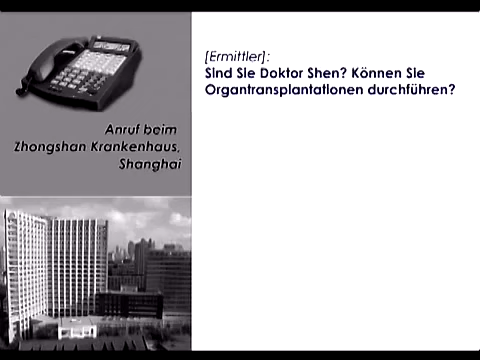 Anruf beim
Zhongshan Krankenhaus,
Shanghai
[Ermittler]:
Sind Sie Doktor Shen? Können Sie
Organtransplantationen durchführen?